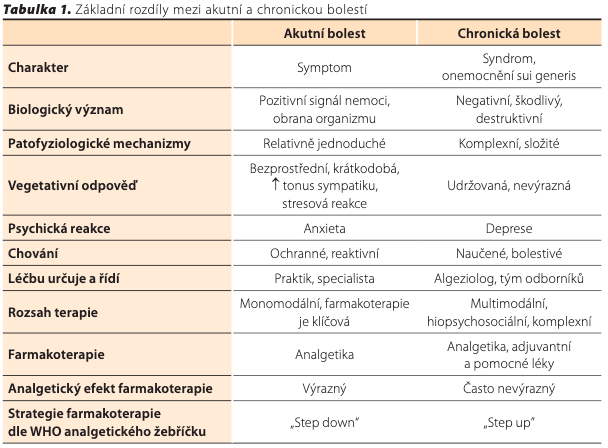 Tabulka 1. Základní rozdíly mezi akutní a chronickou bolestí
Akutní bolest Chronická bolest
Charakter Symptom Syndrom,
onemocnění sui generis
Biologický význam Pozitivní signál nemoci,
obrana organizmu Negativní, škodlivý,
destruktivní
Patofyziologické mechanizmy Relativně jednoduché Komplexní, složité
Vegetativní odpověď Bezprostřední, krátkodobá,
↑ tonus sympatiku,
stresová reakce Udržovaná, nevýrazná
Psychická reakce Anxieta Deprese
Chování Ochranné, reaktivní Naučené, bolestivé
Léčbu určuje a řídí Praktik, specialista Algeziolog, tým odborníků
Rozsah terapie Monomodální, farmakoterapie
je klíčová Multimodální,
hiopsychosociální, komplexní
Farmakoterapie Analgetika Analgetika, adjuvantní
a pomocné léky
Analgetický efekt farmakoterapie Výrazný Často nevýrazný
Strategie farmakoterapie
dle WHO analgetického žebříčku „Step down“ „Step up“